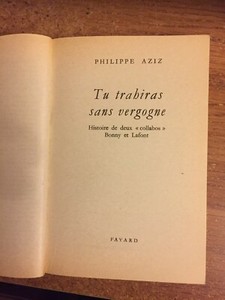 PHILIPPE AZIZ
Tu trahiras
sans vergogne
Histoire de deux « collabos »
Bonny et Lafont
FAYARD